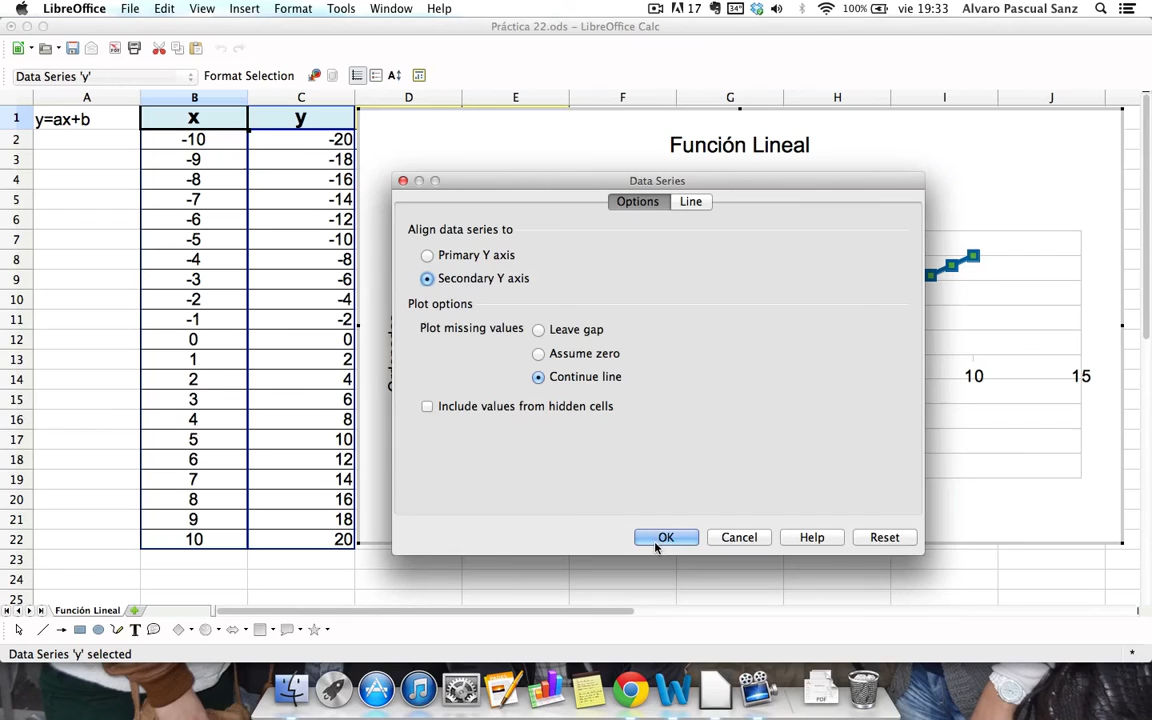 LibreOffice File Edit View Insert Format Tools Window Help 17 34° 100% vie 19:33 Alvaro Pascual Sanz
Práctica 22.ods – LibreOffice Calc
Data Series 'y' Format Selection
A B C D E F G H I J
1 y=ax+b x y
2 -10 -20
3 -9 -18
4 -8 -16
5 -7 -14
6 -6 -12
7 -5 -10
8 -4 -8
9 -3 -6
10 -2 -4
11 -1 -2
12 0 0
13 1 2
14 2 4
15 3 6
16 4 8
17 5 10
18 6 12
19 7 14
20 8 16
21 9 18
22 10 20
23
24
25
Función Lineal
10 15
Data Series
Options Line
Align data series to
Primary Y axis
Secondary Y axis
Plot options
Plot missing values Leave gap
Assume zero
Continue line
Include values from hidden cells
OK Cancel Help Reset
Función Lineal
Data Series 'y' selected *